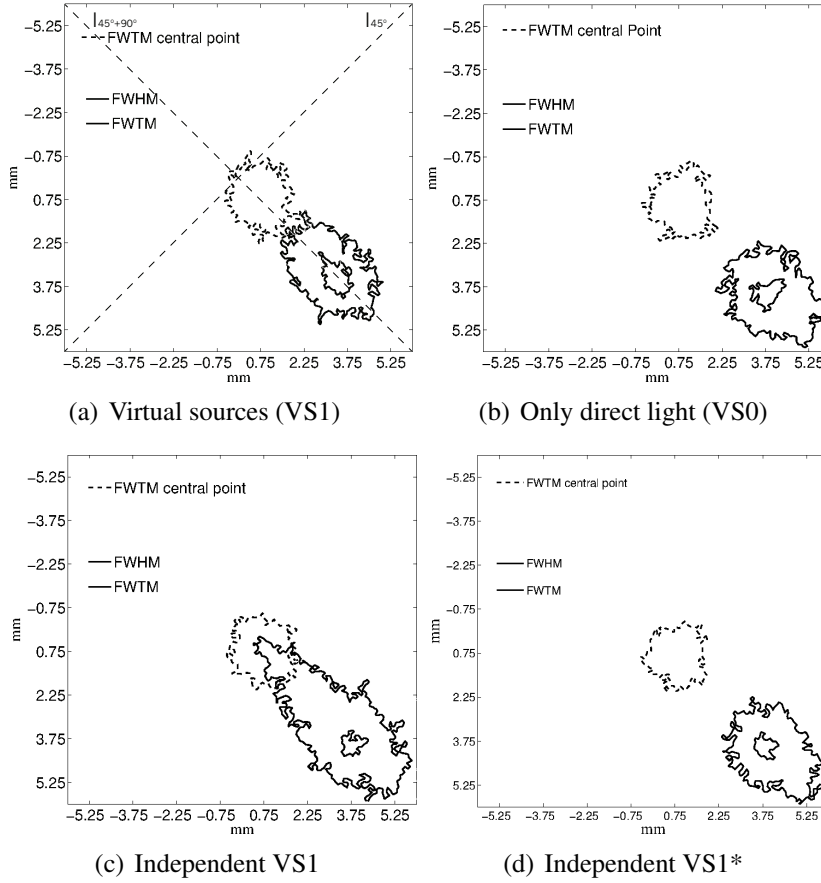 I45°+90° I45°
FWTM central point
FWHM
FWTM
−5.25
−3.75
−2.25
−0.75
0.75
2.25
3.75
5.25
mm
−5.25 −3.75 −2.25 −0.75 0.75 2.25 3.75 5.25
mm
(a) Virtual sources (VS1)
FWTM central Point
FWHM
FWTM
−5.25
−3.75
−2.25
−0.75
0.75
2.25
3.75
5.25
mm
−5.25 −3.75 −2.25 −0.75 0.75 2.25 3.75 5.25
mm
(b) Only direct light (VS0)
FWTM central point
FWHM
FWTM
−5.25
−3.75
−2.25
−0.75
0.75
2.25
3.75
5.25
mm
−5.25 −3.75 −2.25 −0.75 0.75 2.25 3.75 5.25
mm
(c) Independent VS1
FWTM central point
FWHM
FWTM
−5.25
−3.75
−2.25
−0.75
0.75
2.25
3.75
5.25
mm
−5.25 −3.75 −2.25 −0.75 0.75 2.25 3.75 5.25
mm
(d) Independent VS1*